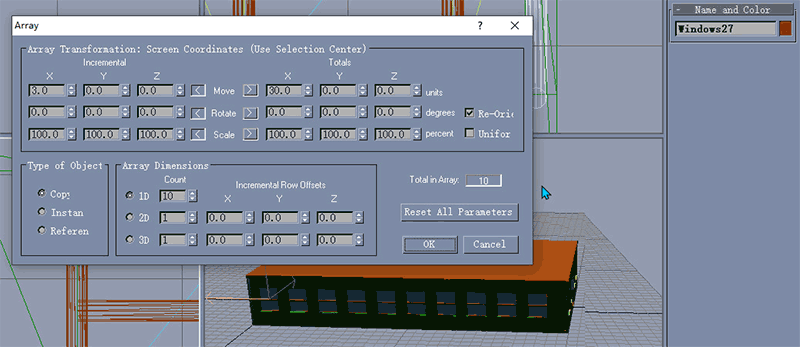 Array
Array Transformation: Screen Coordinates (Use Selection Center)
Incremental
Totals
X Y Z
X Y Z
3.0 0.0 0.0 < Move > 30.0 0.0 0.0 units
0.0 0.0 0.0 < Rotate > 0.0 0.0 0.0 degrees Re-Orie
100.0 100.0 100.0 < Scale > 100.0 100.0 100.0 percent Unifor
Type of Object
Copy
Instan
Referen
Array Dimensions
Count
Incremental Row Offsets
X Y Z
1D 10
2D 1 0.0 0.0 0.0
3D 1 0.0 0.0 0.0
Total in Array: 10
Reset All Parameters
OK Cancel
- Name and Color
Windows27